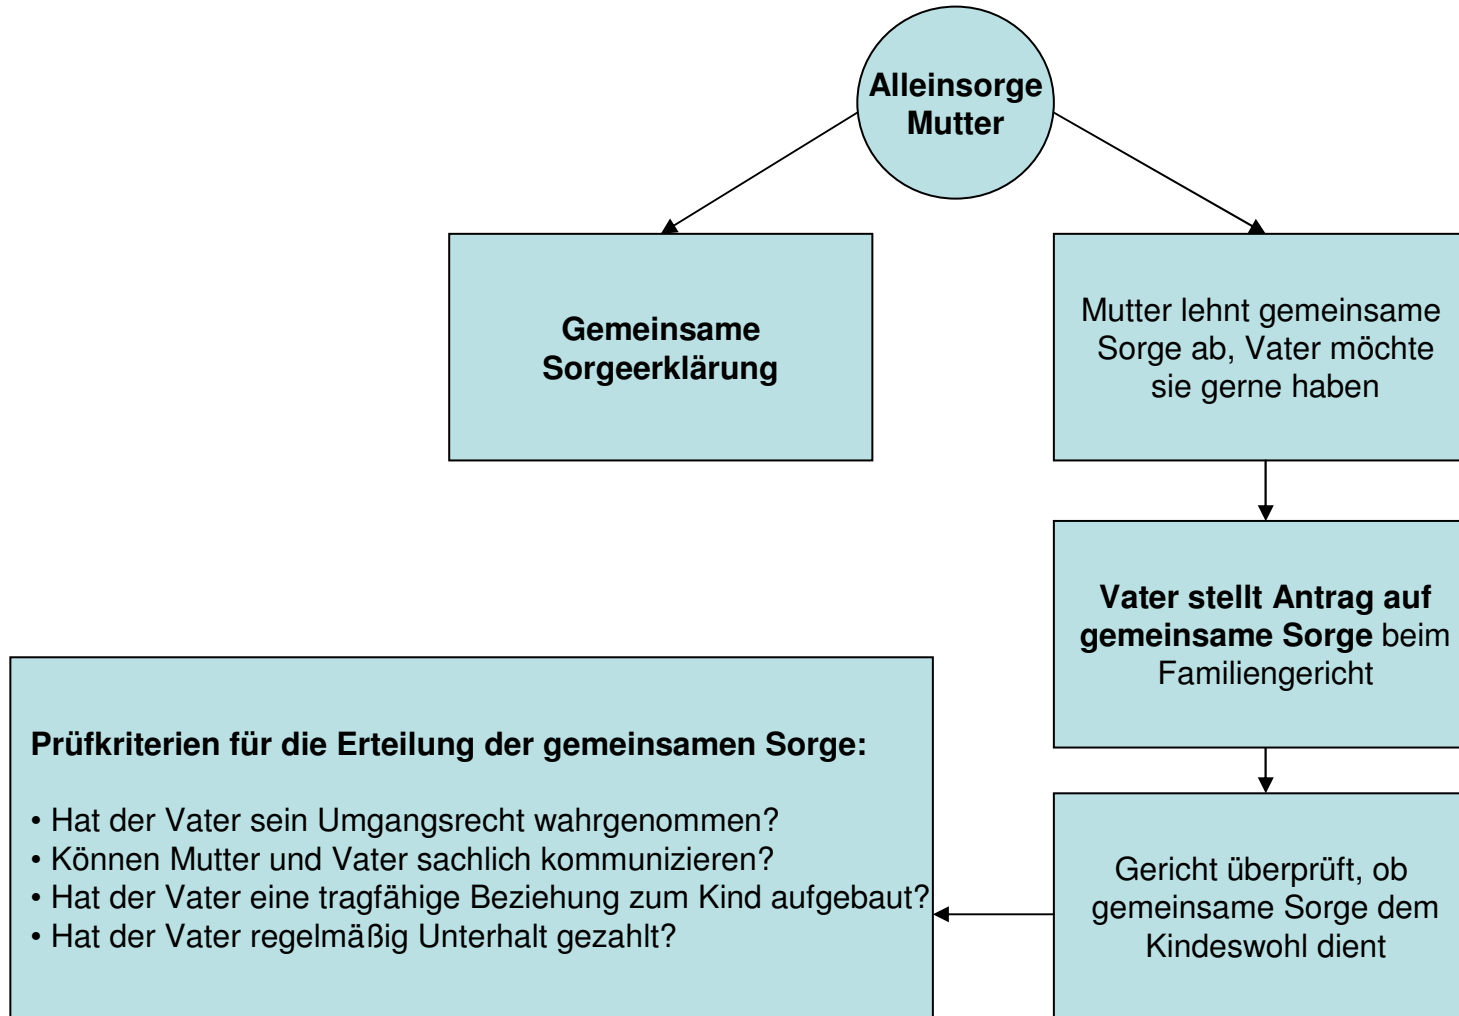 Alleinsorge
Mutter
Gemeinsame
Sorgeerklärung
Mutter lehnt gemeinsame
Sorge ab, Vater möchte
sie gerne haben
Vater stellt Antrag auf
gemeinsame Sorge beim
Familiengericht
Gericht überprüft, ob
gemeinsame Sorge dem
Kindeswohl dient
Prüfkriterien für die Erteilung der gemeinsamen Sorge:
• Hat der Vater sein Umgangsrecht wahrgenommen?
• Können Mutter und Vater sachlich kommunizieren?
• Hat der Vater eine tragfähige Beziehung zum Kind aufgebaut?
• Hat der Vater regelmäßig Unterhalt gezahlt?